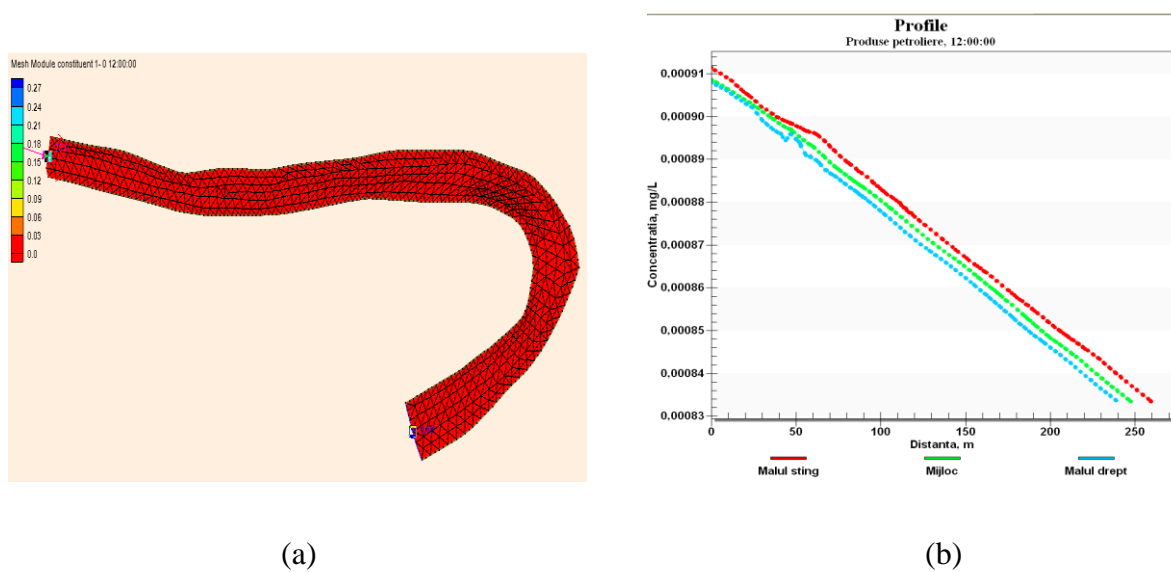 Mesh Module constituent 1- 0 12:00:00
0.27
0.24
0.21
0.18
0.15
0.12
0.09
0.06
0.03
0.0
(a)
Profile
Produse petroliere, 12:00:00
Concentratia, mg/L
0,00091
0,00090
0,00089
0,00088
0,00087
0,00086
0,00085
0,00084
0,00083
0 50 100 150 200 250
Distanta, m
Malul sting Mijloc Malul drept
(b)